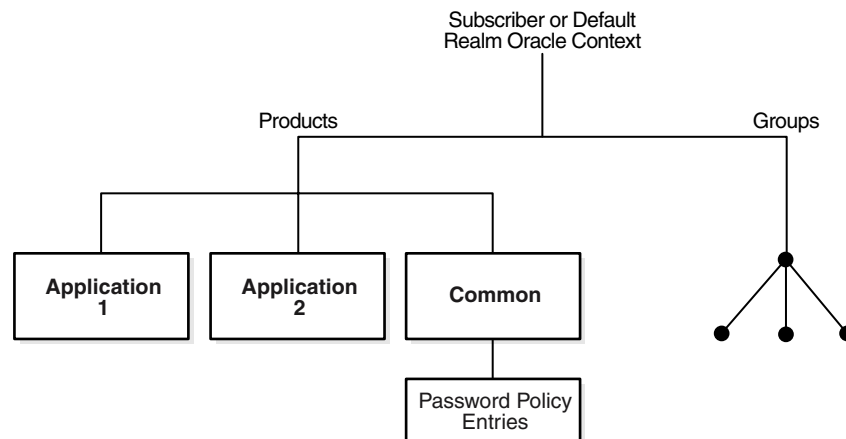 Subscriber or Default
Realm Oracle Context
Products
Groups
Application
1
Application
2
Common
Password Policy
Entries